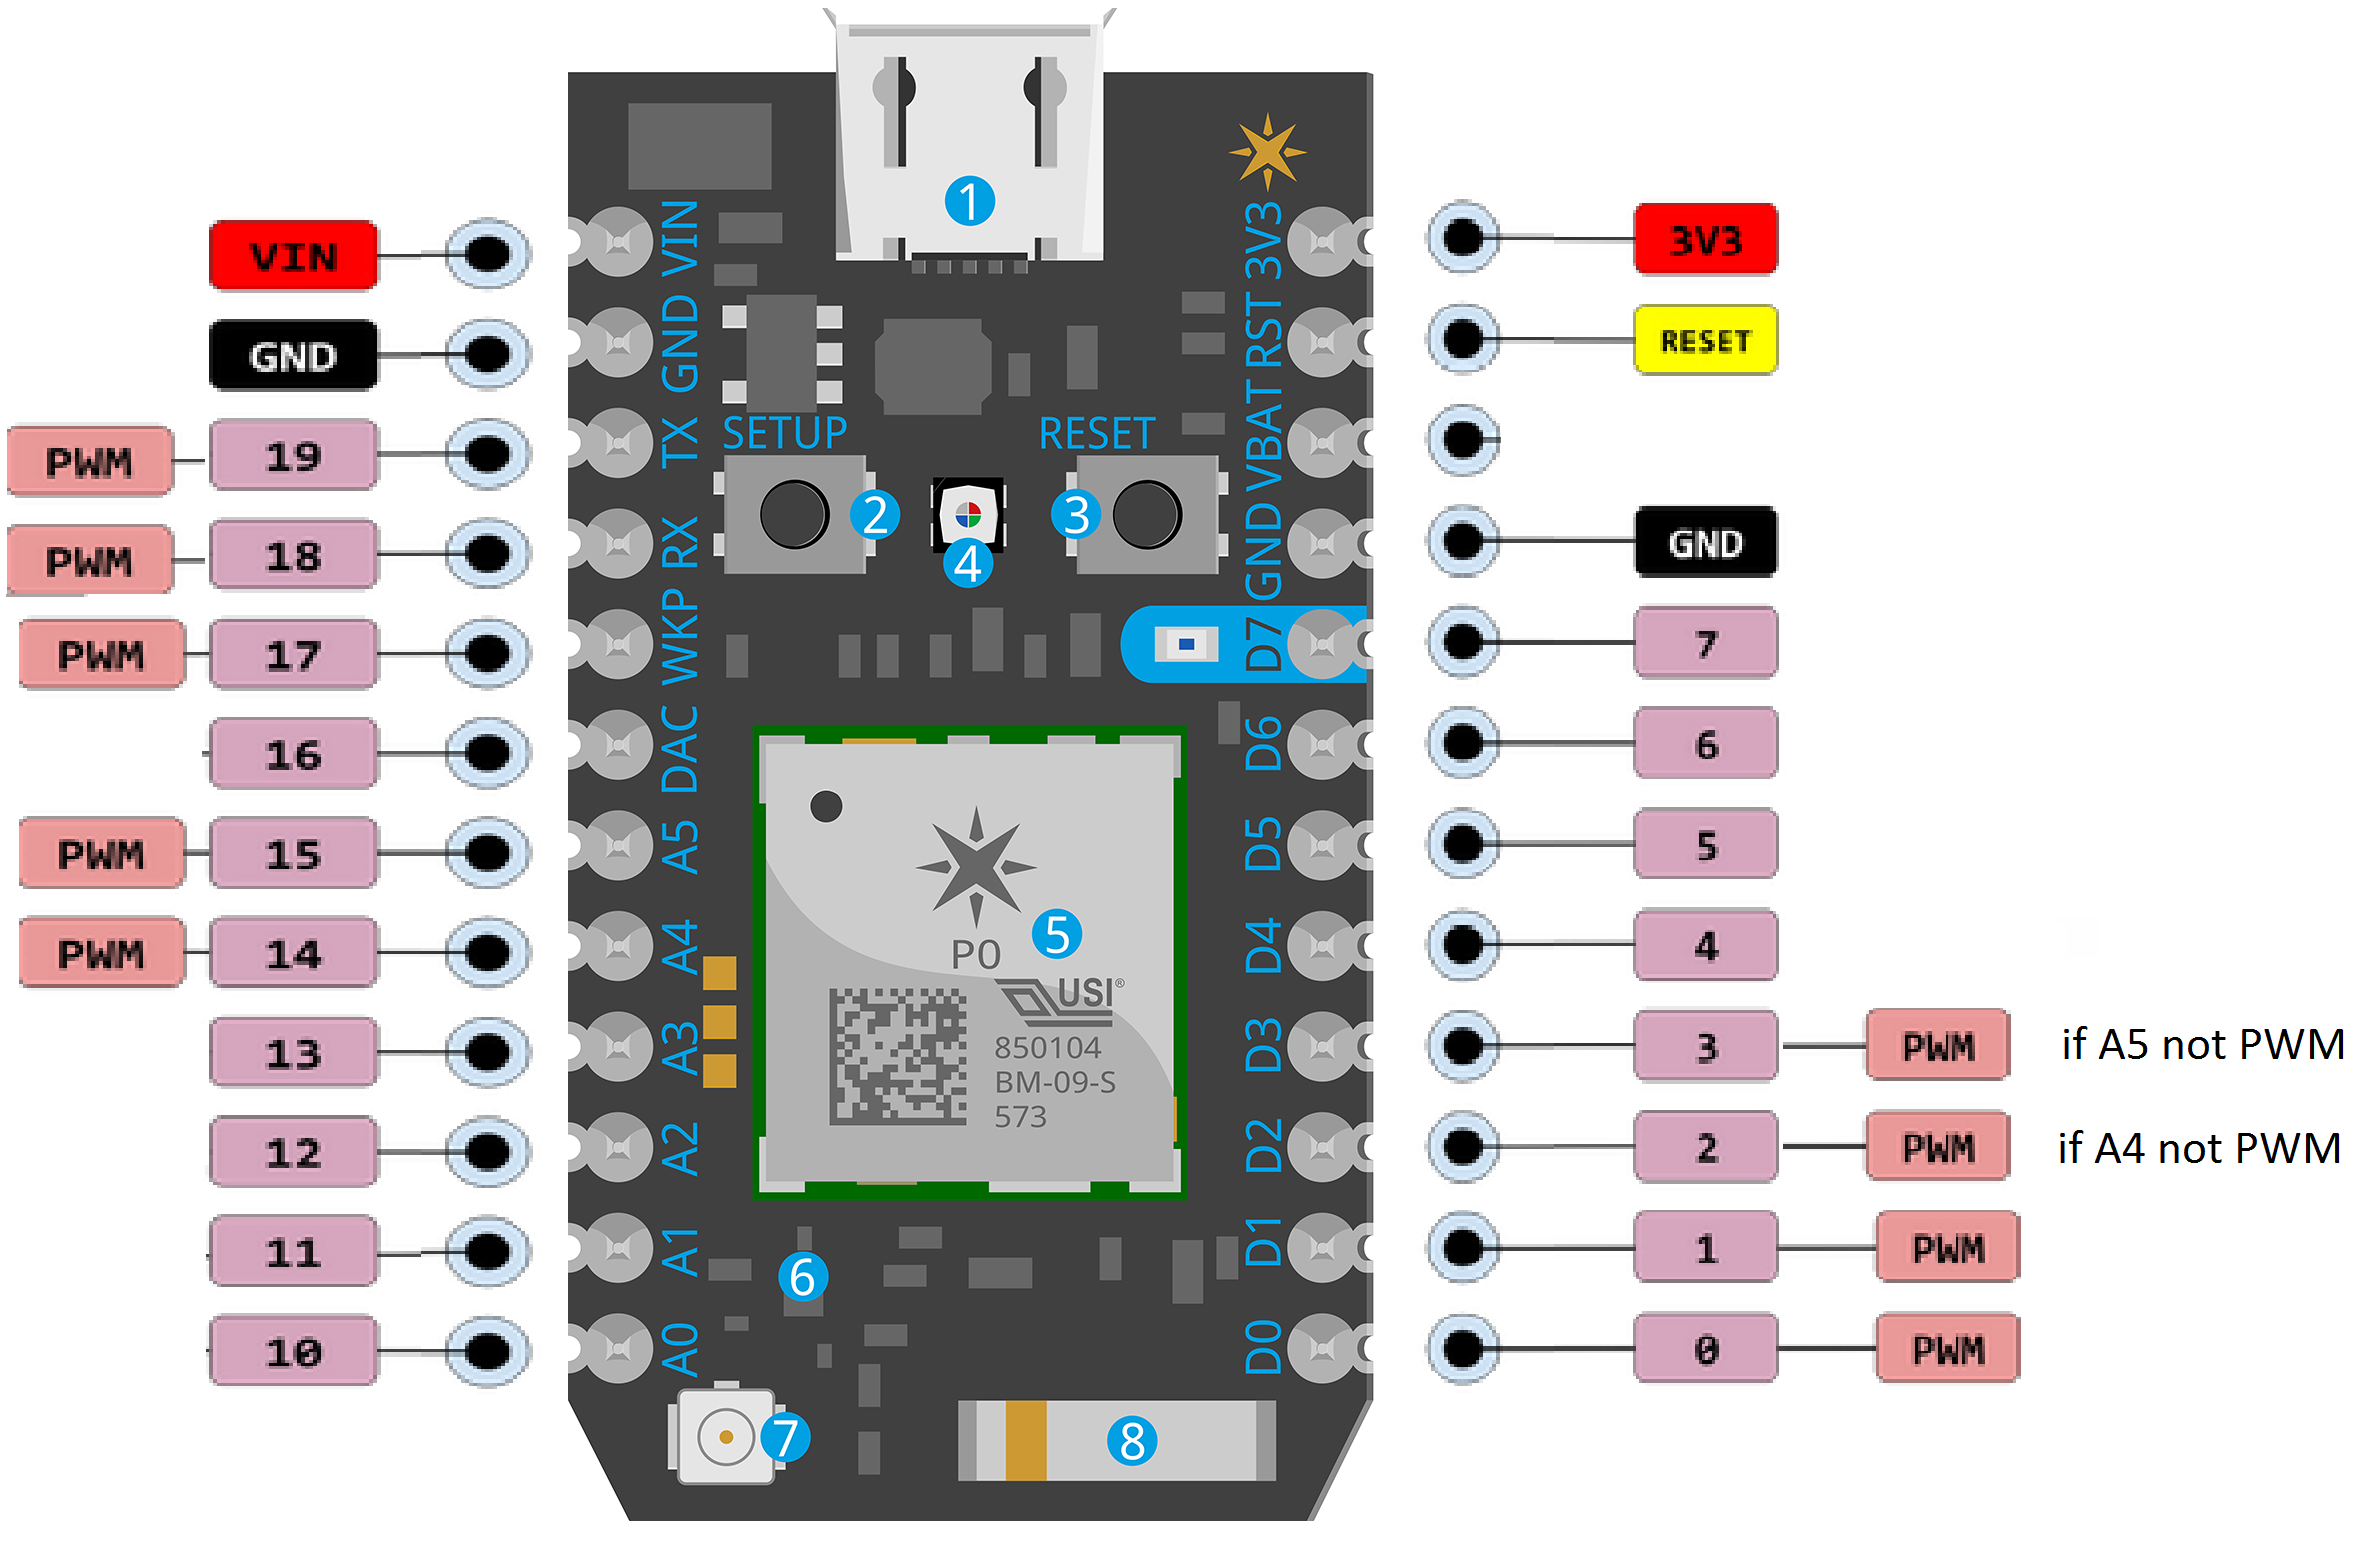 VIN
GND
PWM 19
PWM 18
PWM 17
16
PWM 15
PWM 14
13
12
11
10
VIN
GND
TX
RX
WKP
DAC
A5
A4
A3
A2
A1
A0
1
SETUP
RESET
2
3
4
5
P0
USI®
850104
BM-09-S
573
6
7
8
3V3
RST
VBAT
GND
D7
D6
D5
D4
D3
D2
D1
D0
3V3
RESET
GND
7
6
5
4
3 PWM if A5 not PWM
2 PWM if A4 not PWM
1 PWM
0 PWM